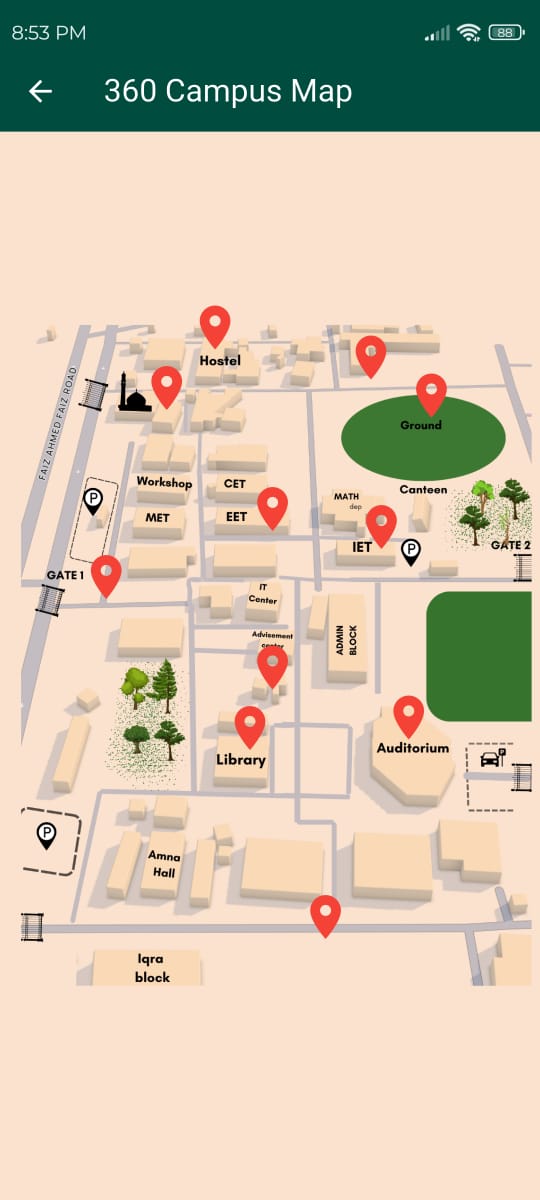 8:53 PM
88
360 Campus Map
Hostel
FAIZ AHMED FAIZ ROAD
Ground
Workshop
CET
Canteen
MATH
dep
P
MET
EET
IET
P
GATE 2
GATE 1
IT
Center
Advisement
ADMIN
BLOCK
P
Auditorium
Library
P
Amna
Hall
Iqra
block